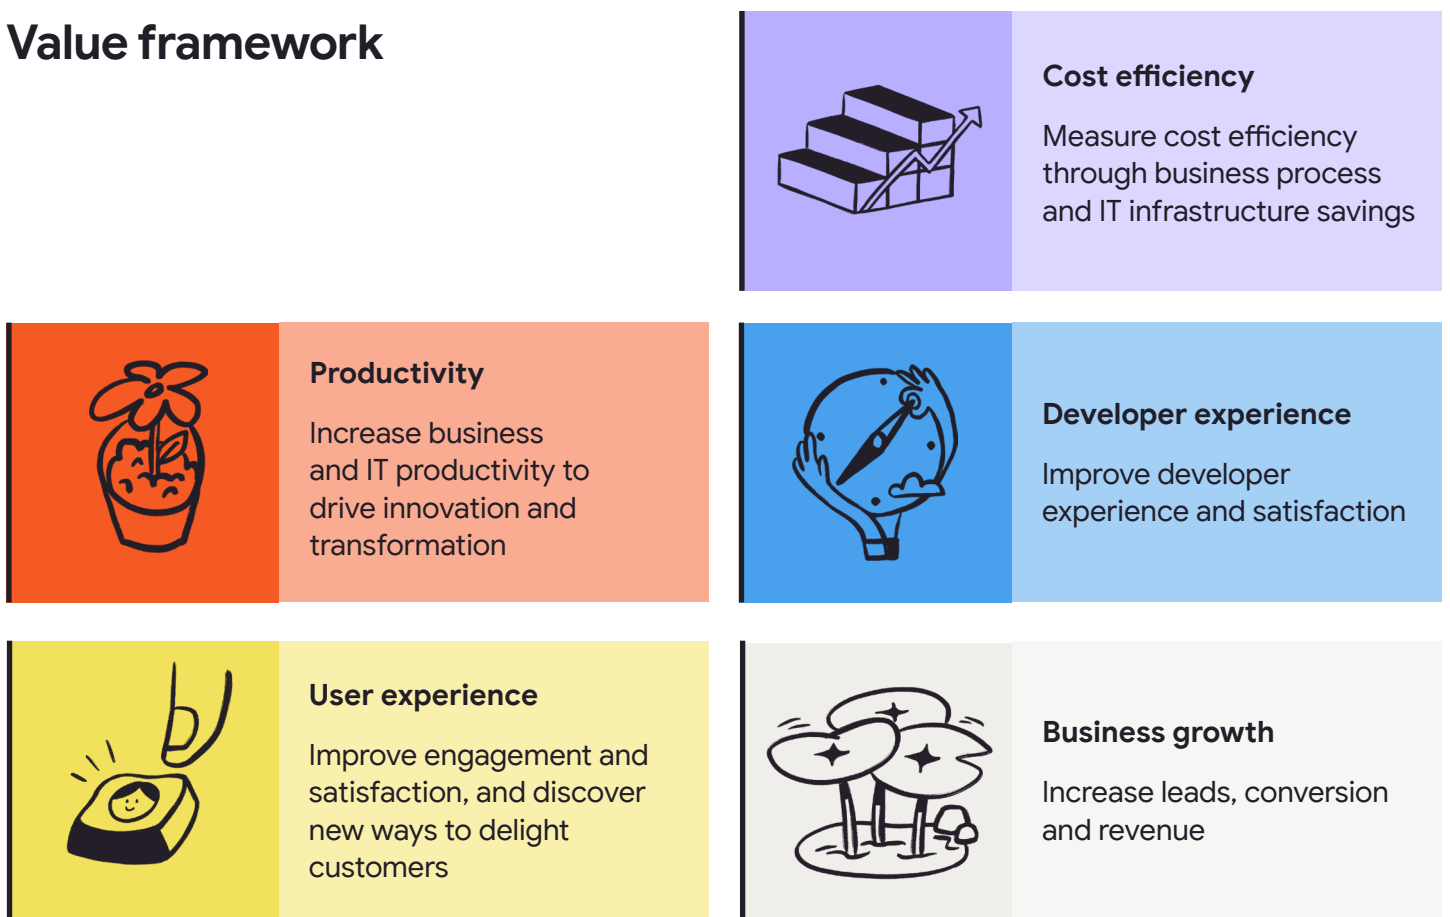 Value framework
Cost efficiency
Measure cost efficiency
through business process
and IT infrastructure savings
Productivity
Increase business
and IT productivity to
drive innovation and
transformation
Developer experience
Improve developer
experience and satisfaction
User experience
Improve engagement and
satisfaction, and discover
new ways to delight
customers
Business growth
Increase leads, conversion
and revenue